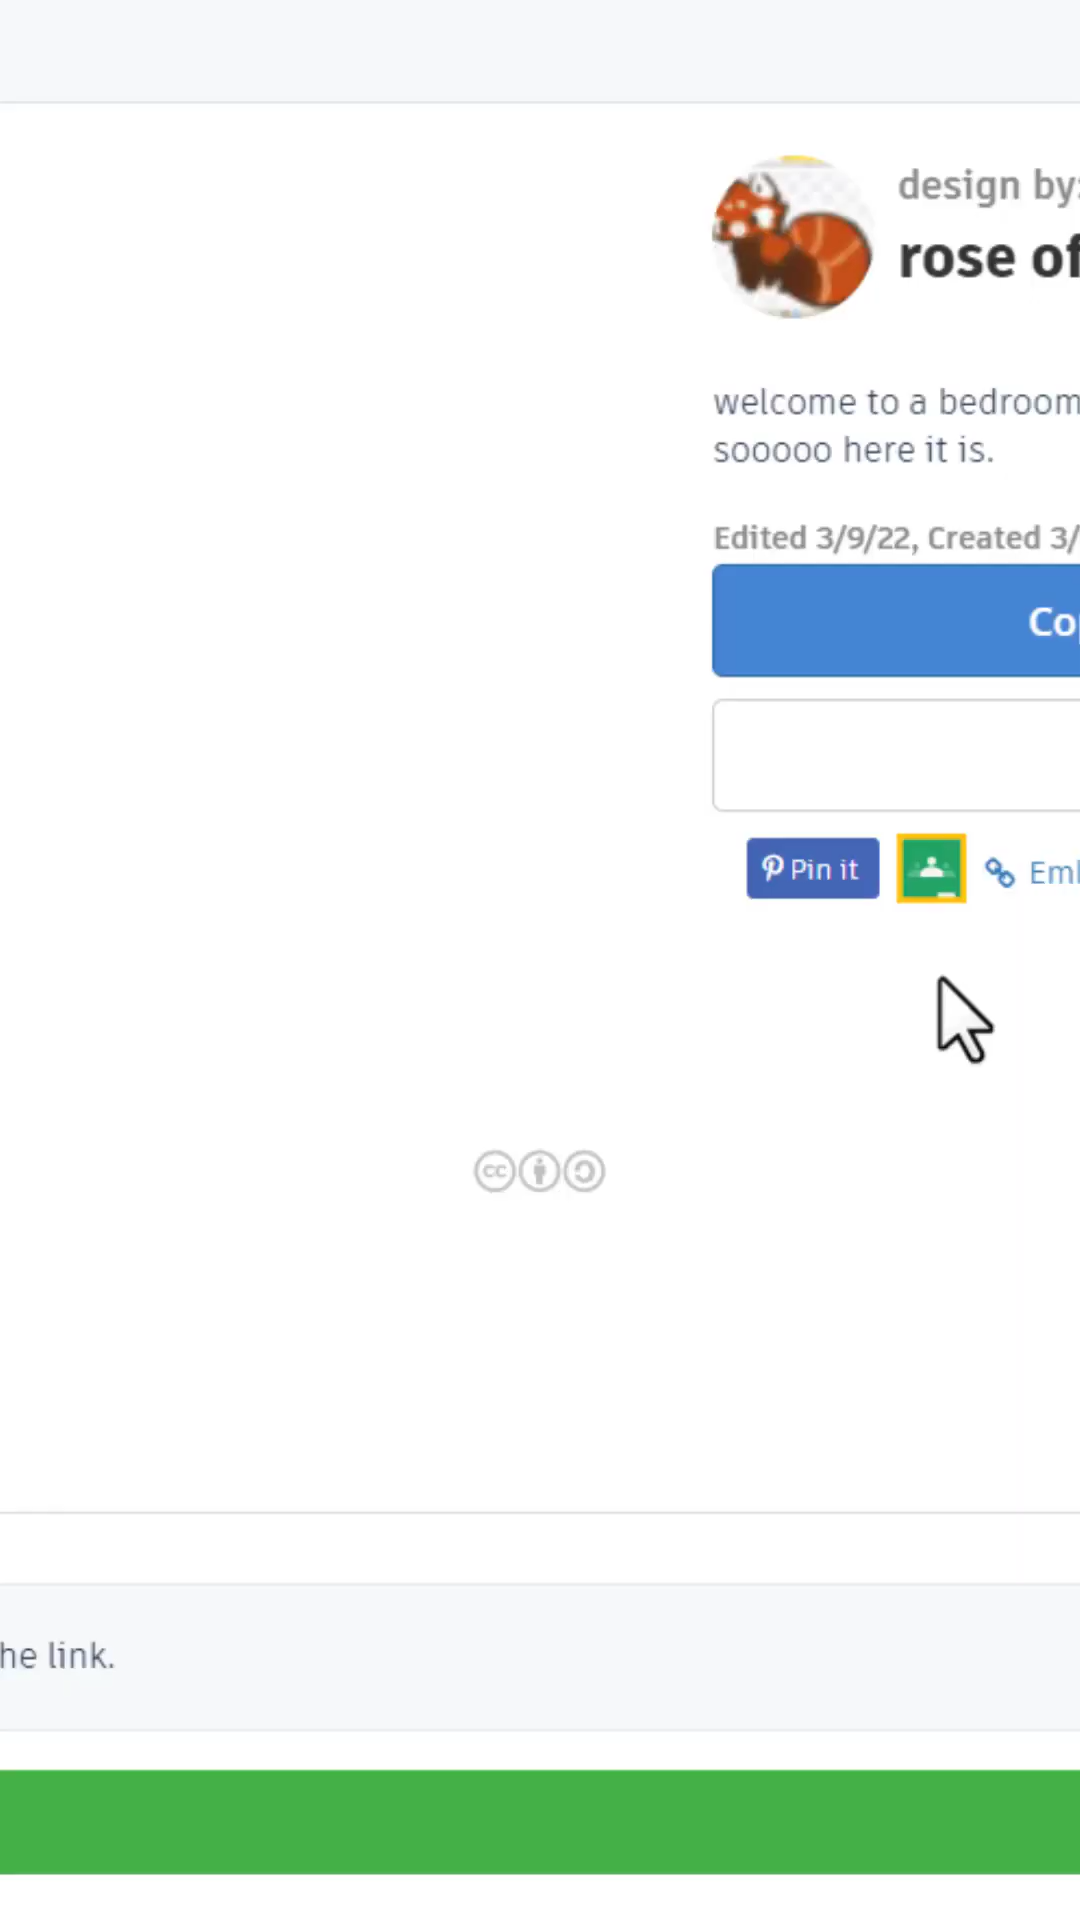 design by:
rose of
welcome to a bedroom
sooooo here it is.
Edited 3/9/22, Created 3/
Co
Pin it
Em
cc
he link.